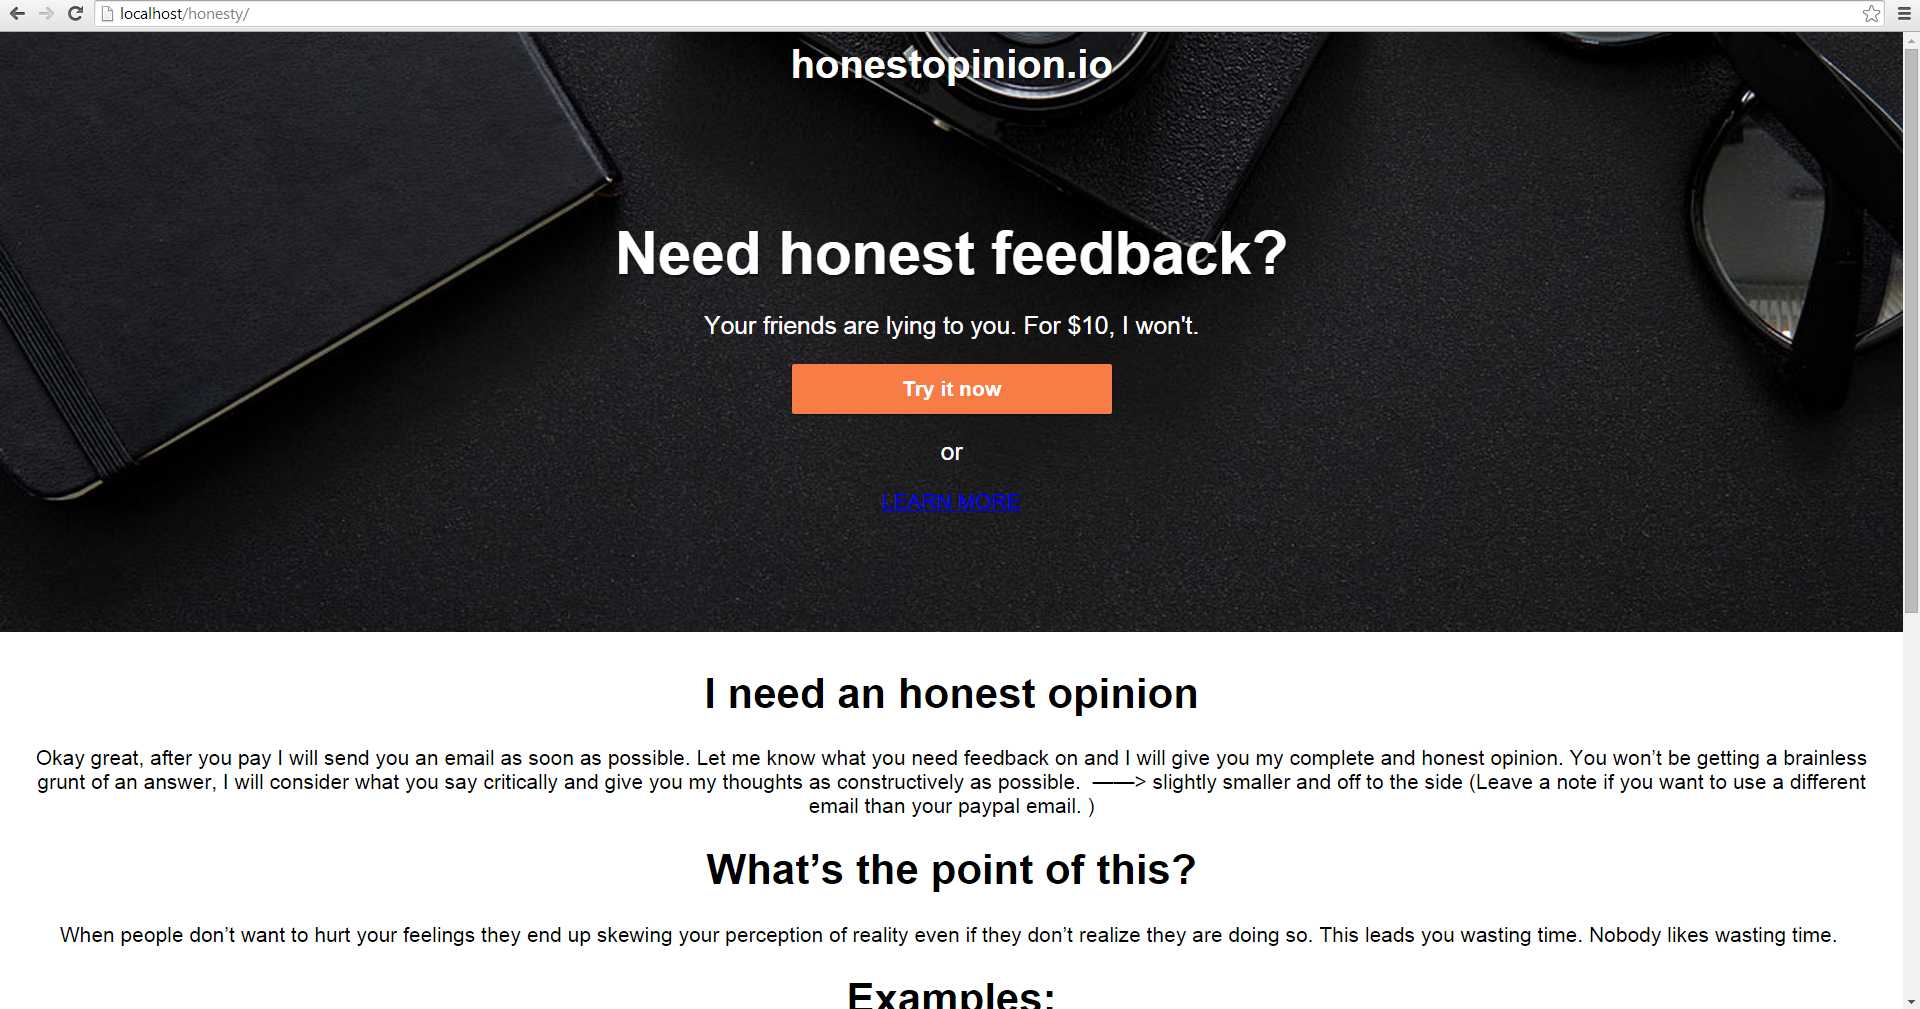 localhost/honesty/
honestopinion.io
Need honest feedback?
Your friends are lying to you. For $10, I won't.
Try it now
or
LEARN MORE
I need an honest opinion
Okay great, after you pay I will send you an email as soon as possible. Let me know what you need feedback on and I will give you my complete and honest opinion. You won’t be getting a brainless
grunt of an answer, I will consider what you say critically and give you my thoughts as constructively as possible.  ——> slightly smaller and off to the side (Leave a note if you want to use a different
email than your paypal email. )
What’s the point of this?
When people don’t want to hurt your feelings they end up skewing your perception of reality even if they don’t realize they are doing so. This leads you wasting time. Nobody likes wasting time.
Examples: